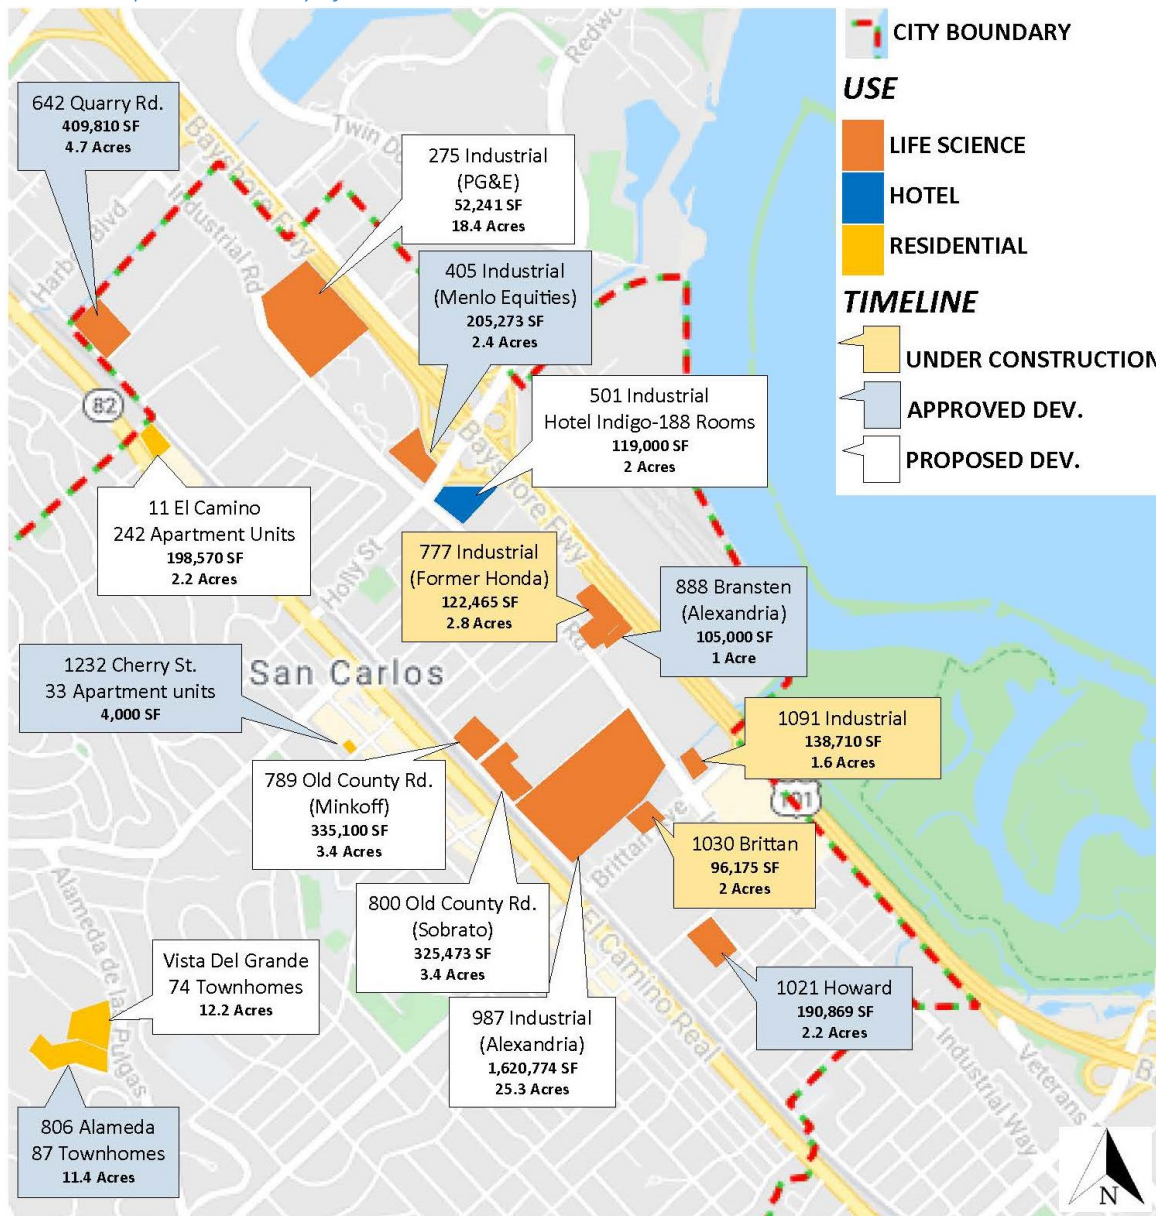 CITY BOUNDARY
USE
LIFE SCIENCE
HOTEL
RESIDENTIAL
TIMELINE
UNDER CONSTRUCTION
APPROVED DEV.
PROPOSED DEV.
642 Quarry Rd.
409,810 SF
4.7 Acres
275 Industrial
(PG&E)
52,241 SF
18.4 Acres
405 Industrial
(Menlo Equities)
205,273 SF
2.4 Acres
501 Industrial
Hotel Indigo-188 Rooms
119,000 SF
2 Acres
11 El Camino
242 Apartment Units
198,570 SF
2.2 Acres
777 Industrial
(Former Honda)
122,465 SF
2.8 Acres
888 Bransten
(Alexandria)
105,000 SF
1 Acre
1232 Cherry St.
33 Apartment units
4,000 SF
1091 Industrial
138,710 SF
1.6 Acres
789 Old County Rd.
(Minkoff)
335,100 SF
3.4 Acres
1030 Brittan
96,175 SF
2 Acres
800 Old County Rd.
(Sobrato)
325,473 SF
3.4 Acres
Vista Del Grande
74 Townhomes
12.2 Acres
987 Industrial
(Alexandria)
1,620,774 SF
25.3 Acres
1021 Howard
190,869 SF
2.2 Acres
806 Alameda
87 Townhomes
11.4 Acres
Bayshore Fwy
Twin
Industrial Rd
Blvd
82
Holly St
Bayshore Fwy
Rd
San Carlos
101
Brittan
El Camino Real
Alameda de las Pulgas
Industrial Way
Veterans
N